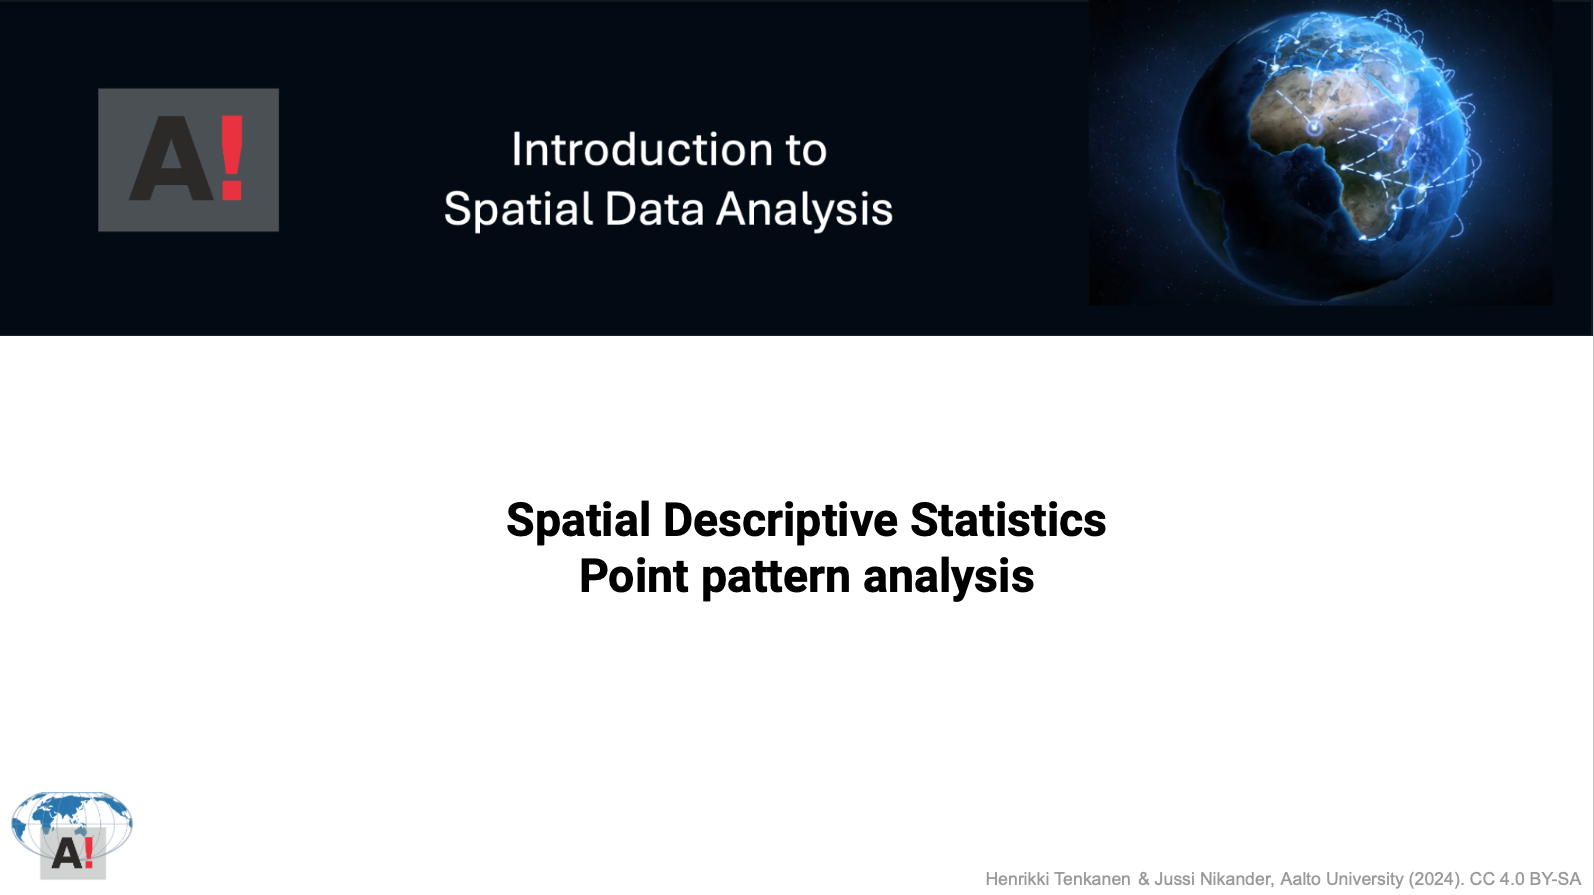 A!
Introduction to
Spatial Data Analysis
Spatial Descriptive Statistics
Point pattern analysis
A!
Henrikki Tenkanen & Jussi Nikander, Aalto University (2024). CC 4.0 BY-SA